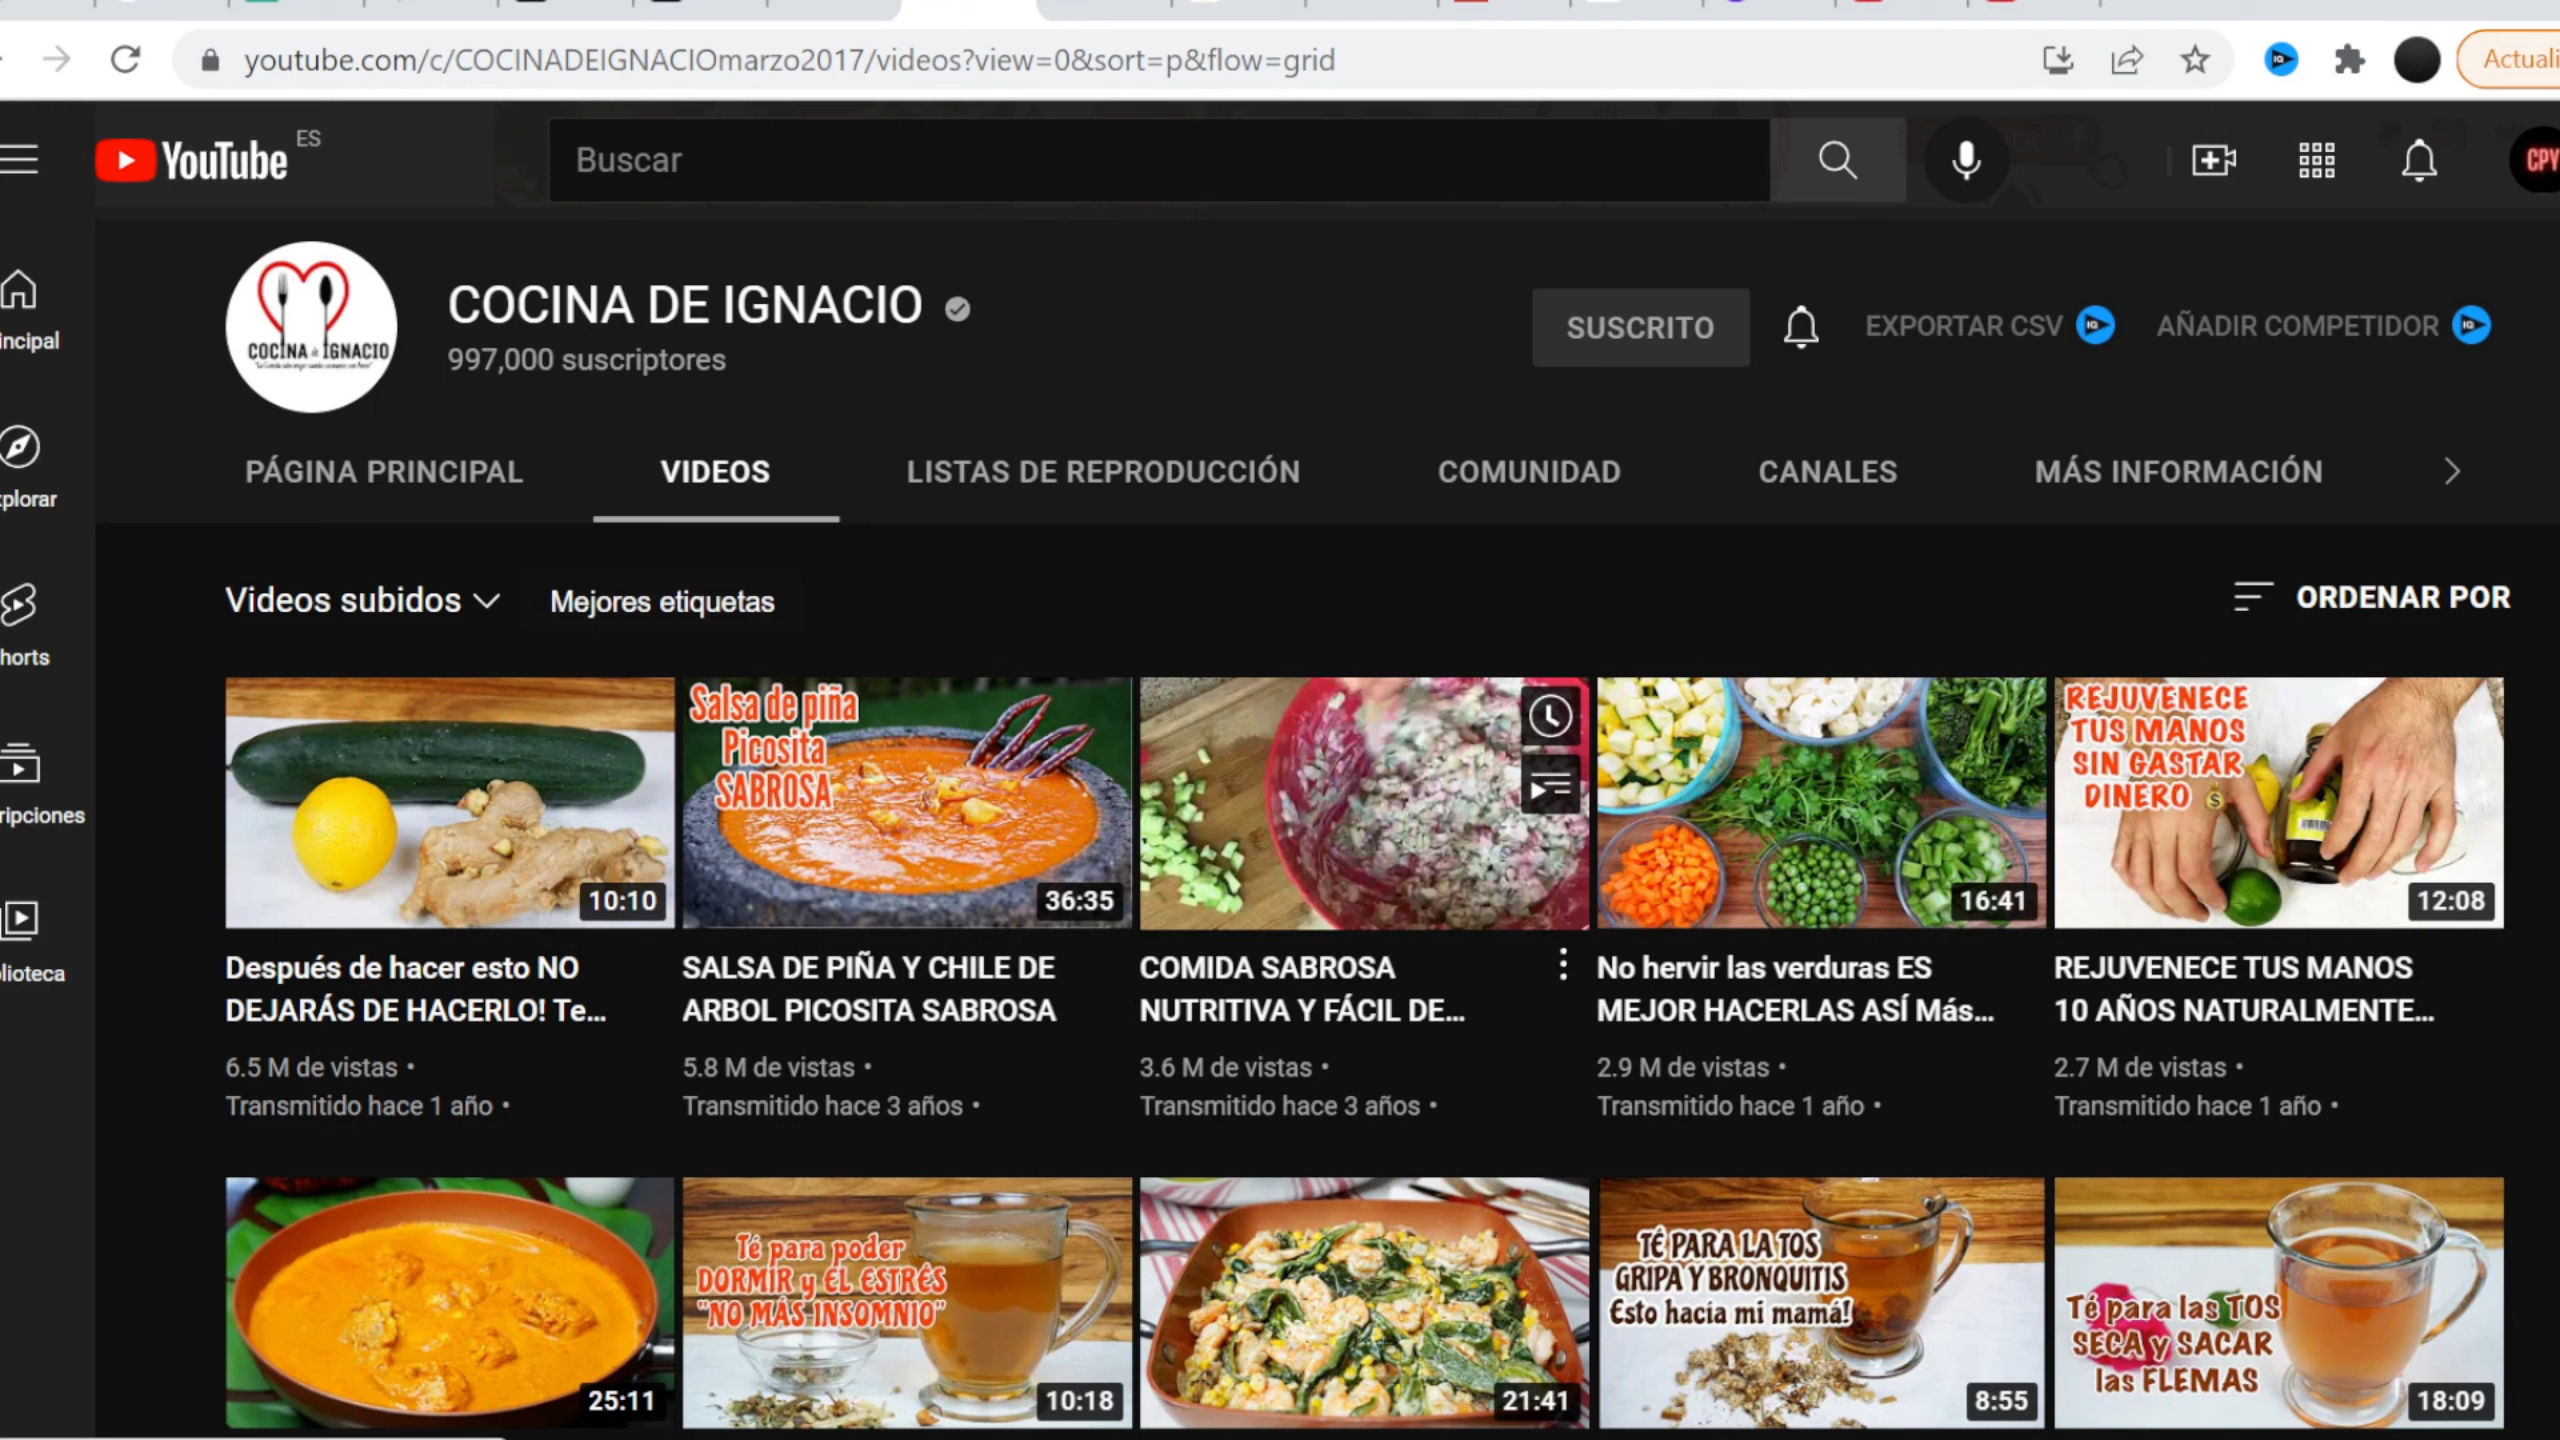 youtube.com/c/COCINADEIGNACIOmarzo2017/videos?view=0&sort=p&flow=grid
Actuali
YouTube ES
Buscar
CPY
incipal
plorar
horts
ripciones
lioteca
COCINA de IGNACIO
COCINA DE IGNACIO
997,000 suscriptores
SUSCRITO
EXPORTAR CSV
IQ
AÑADIR COMPETIDOR
IQ
PÁGINA PRINCIPAL
VIDEOS
LISTAS DE REPRODUCCIÓN
COMUNIDAD
CANALES
MÁS INFORMACIÓN
Videos subidos
Mejores etiquetas
ORDENAR POR
10:10
Salsa de piña
Picosita
SABROSA
36:35
16:41
REJUVENECE
TUS MANOS
SIN GASTAR
DINERO
12:08
Después de hacer esto NO
DEJARÁS DE HACERLO! Te...
6.5 M de vistas •
Transmitido hace 1 año •
SALSA DE PIÑA Y CHILE DE
ARBOL PICOSITA SABROSA
5.8 M de vistas •
Transmitido hace 3 años •
COMIDA SABROSA
NUTRITIVA Y FÁCIL DE...
3.6 M de vistas •
Transmitido hace 3 años •
No hervir las verduras ES
MEJOR HACERLAS ASÍ Más...
2.9 M de vistas •
Transmitido hace 1 año •
REJUVENECE TUS MANOS
10 AÑOS NATURALMENTE...
2.7 M de vistas •
Transmitido hace 1 año •
25:11
Té para poder
DORMIR y EL ESTRÉS
"NO MÁS INSOMNIO"
10:18
21:41
TÉ PARA LA TOS
GRIPA Y BRONQUITIS
Esto hacía mi mamá!
8:55
Té para las TOS
SECA y SACAR
las FLEMAS
18:09